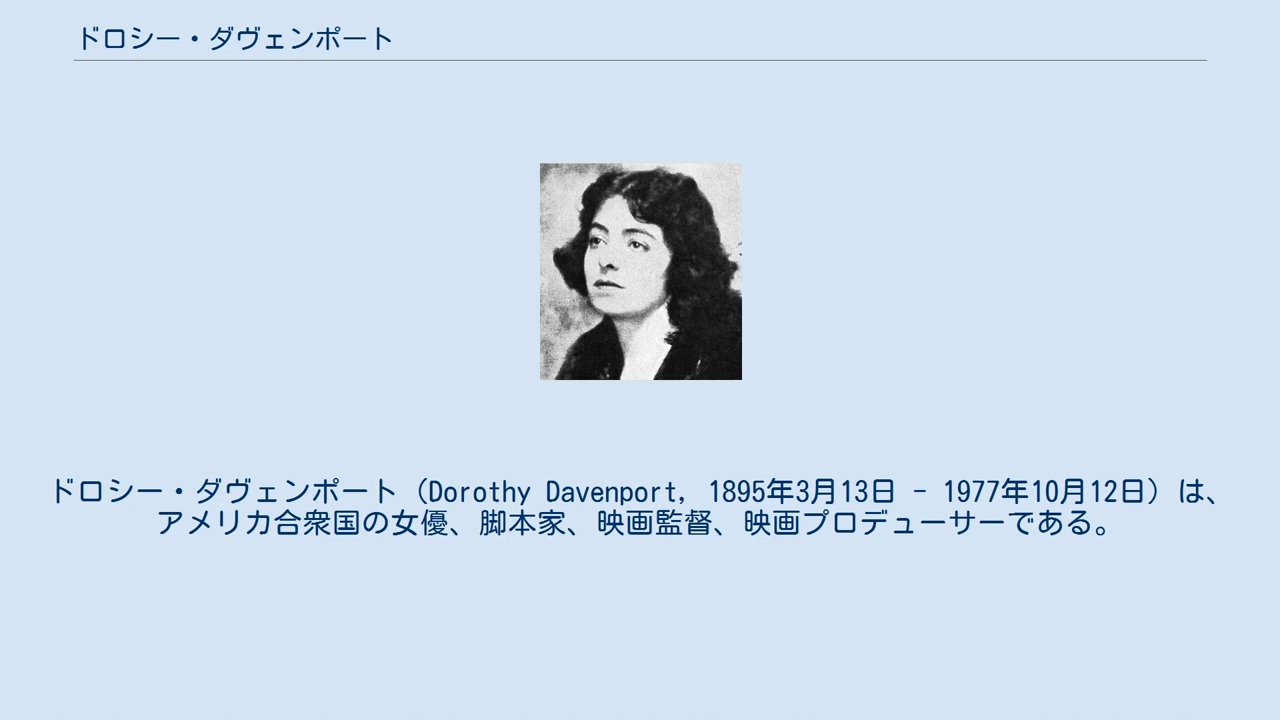 ドロシー・ダヴェンポート
ドロシー・ダヴェンポート（Dorothy Davenport, 1895年3月13日 - 1977年10月12日）は、
アメリカ合衆国の女優、脚本家、映画監督、映画プロデューサーである。